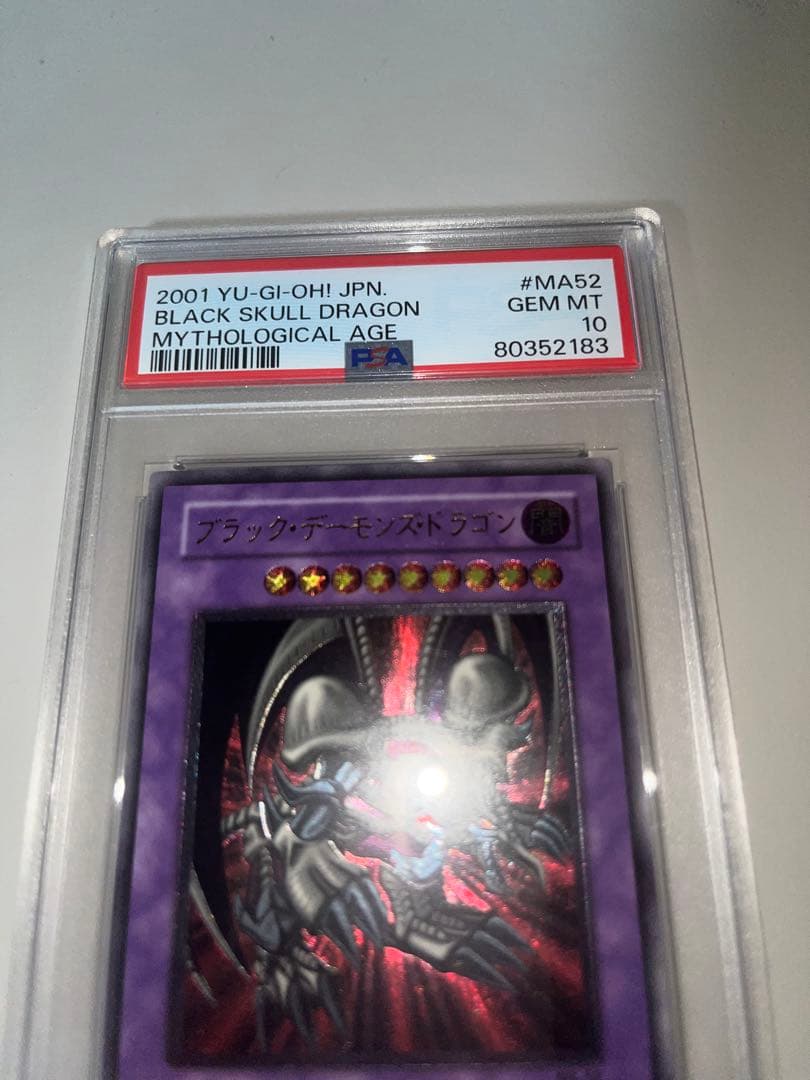 2001 YU-GI-OH! JPN.
BLACK SKULL DRAGON
MYTHOLOGICAL AGE
#MA52
GEM MT
10
80352183
PSA
ブラック・デーモンズ・ドラゴン
闇